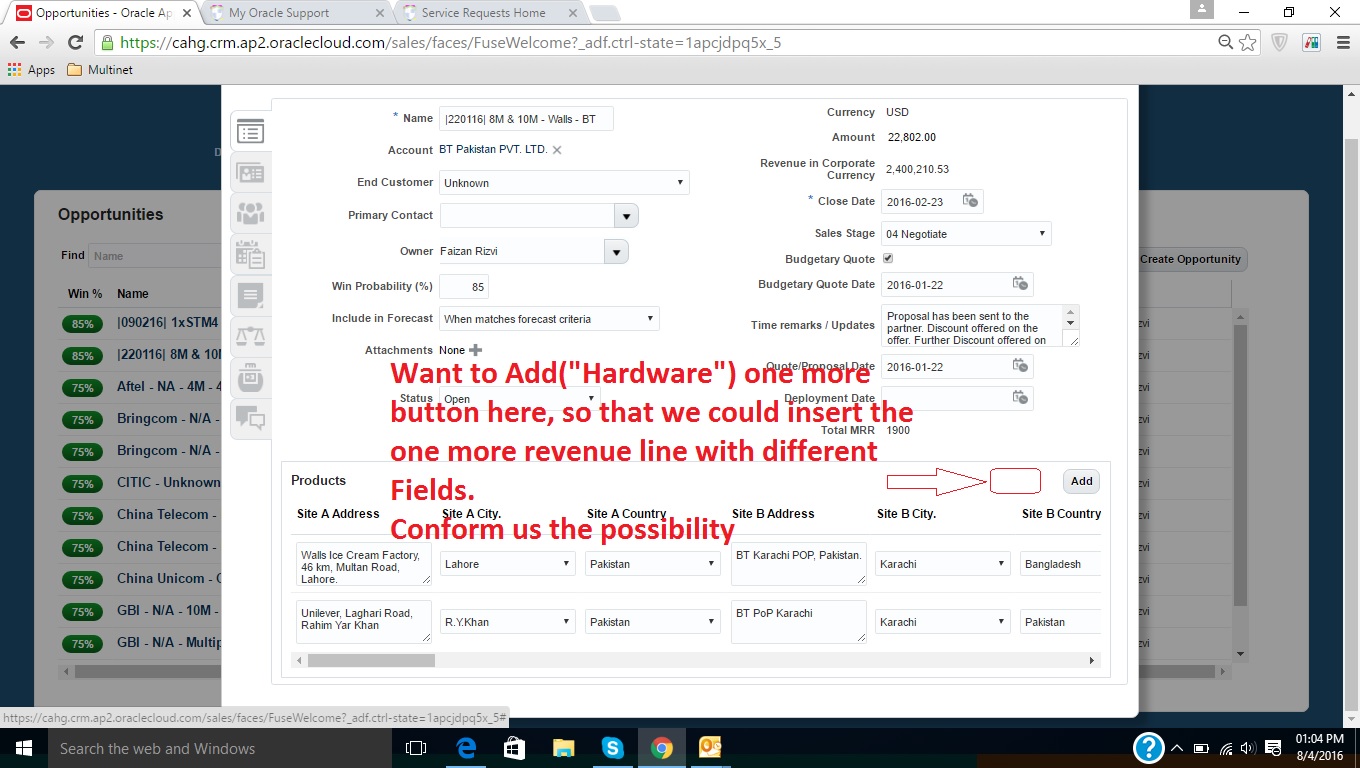 Opportunities - Oracle Ap
My Oracle Support
Service Requests Home
https://cahg.crm.ap2.oraclecloud.com/sales/faces/FuseWelcome?_adf.ctrl-state=1apcjdpq5x_5
Apps
Multinet
Opportunities
Find Name
Create Opportunity
Win % Name
85% |090216| 1xSTM4
85% |220116| 8M & 10
75% Aftel - NA - 4M - 4
75% Bringcom - N/A -
75% Bringcom - N/A -
75% CITIC - Unknown
75% China Telecom -
75% China Telecom -
75% China Unicom -
75% GBI - N/A - 10M -
75% GBI - N/A - Multip
* Name |220116| 8M & 10M - Walls - BT
Account BT Pakistan PVT. LTD.
End Customer Unknown
Primary Contact
Owner Faizan Rizvi
Win Probability (%) 85
Include in Forecast When matches forecast criteria
Attachments None
Status Open
Currency USD
Amount 22,802.00
Revenue in Corporate
Currency 2,400,210.53
* Close Date 2016-02-23
Sales Stage 04 Negotiate
Budgetary Quote
Budgetary Quote Date 2016-01-22
Time remarks / Updates Proposal has been sent to the
partner. Discount offered on the
offer. Further Discount offered on
Quote/Proposal Date 2016-01-22
Deployment Date
Total MRR 1900
Want to Add("Hardware") one more
button here, so that we could insert the
one more revenue line with different
Fields.
Conform us the possibility
Products
Add
Site A Address Site A City. Site A Country Site B Address Site B City. Site B Country
Walls Ice Cream Factory,
46 km, Multan Road,
Lahore.
Lahore Pakistan BT Karachi POP, Pakistan. Karachi Bangladesh
Unilever, Laghari Road,
Rahim Yar Khan
R.Y.Khan Pakistan BT PoP Karachi Karachi Pakistan
https://cahg.crm.ap2.oraclecloud.com/sales/faces/FuseWelcome?_adf.ctrl-state=1apcjdpq5x_5#
Search the web and Windows
01:04 PM
8/4/2016